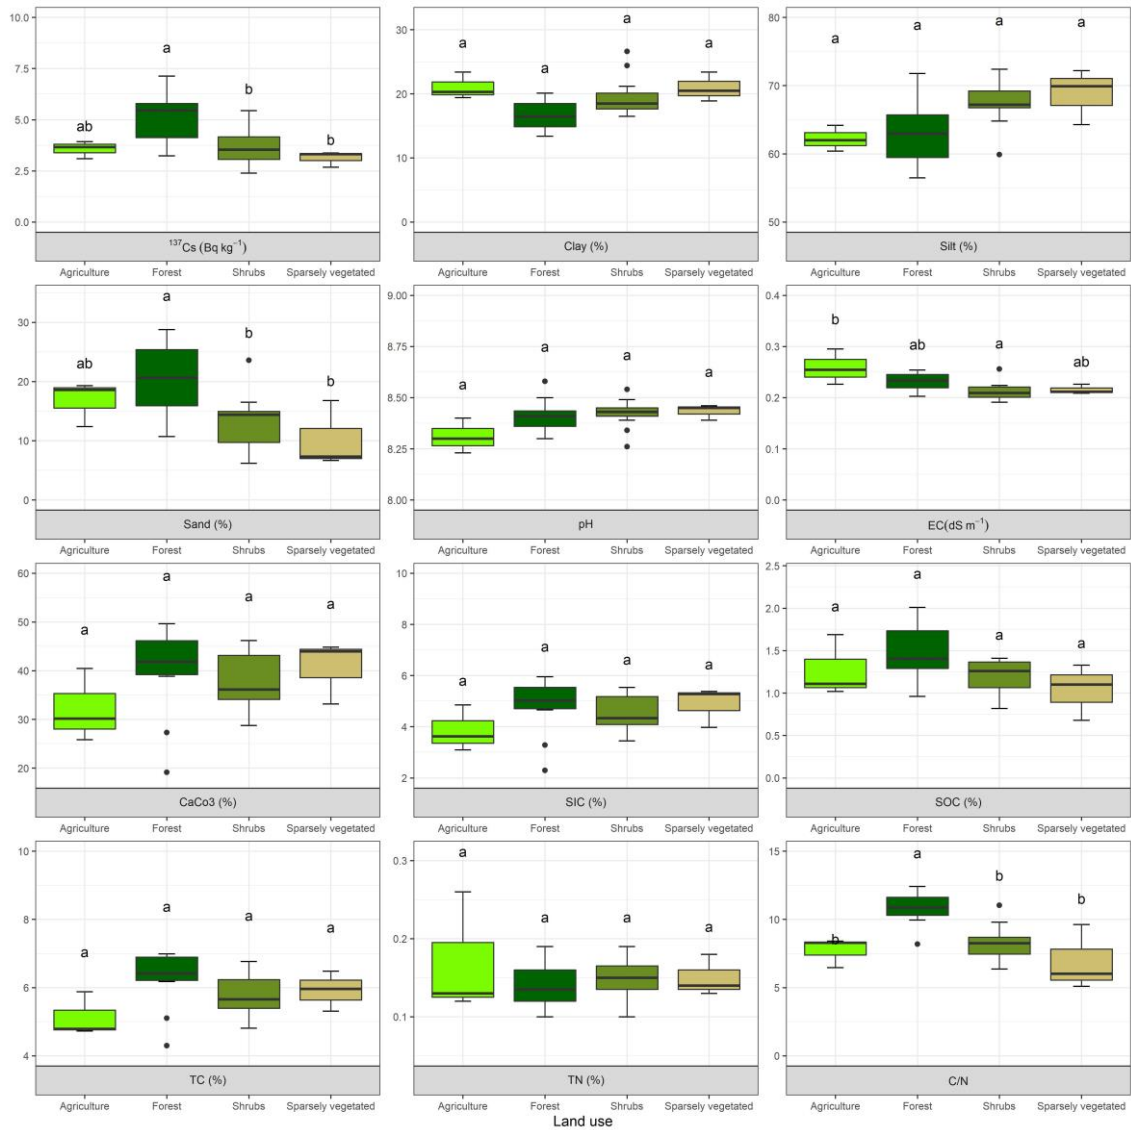 10.0
7.5
5.0
2.5
0.0
ab
a
b
b
¹³⁷Cs (Bq kg⁻¹)
30
20
10
0
a
a
a
a
Clay (%)
80
70
60
50
a
a
a
a
Silt (%)
Agriculture Forest Shrubs Sparsely vegetated
Agriculture Forest Shrubs Sparsely vegetated
Agriculture Forest Shrubs Sparsely vegetated
30
20
10
0
ab
a
b
b
Sand (%)
9.00
8.75
8.50
8.25
8.00
a
a
a
a
pH
0.4
0.3
0.2
0.1
0.0
b
ab
a
ab
EC(dS m⁻¹)
Agriculture Forest Shrubs Sparsely vegetated
Agriculture Forest Shrubs Sparsely vegetated
Agriculture Forest Shrubs Sparsely vegetated
60
50
40
30
20
a
a
a
a
CaCo3 (%)
10
8
6
4
2
a
a
a
a
SIC (%)
2.5
2.0
1.5
1.0
0.5
0.0
a
a
a
a
SOC (%)
Agriculture Forest Shrubs Sparsely vegetated
Agriculture Forest Shrubs Sparsely vegetated
Agriculture Forest Shrubs Sparsely vegetated
10
8
6
4
a
a
a
a
TC (%)
0.3
0.2
0.1
a
a
a
a
TN (%)
15
10
5
0
b
a
b
b
C/N
Agriculture Forest Shrubs Sparsely vegetated
Agriculture Forest Shrubs Sparsely vegetated
Agriculture Forest Shrubs Sparsely vegetated
Land use